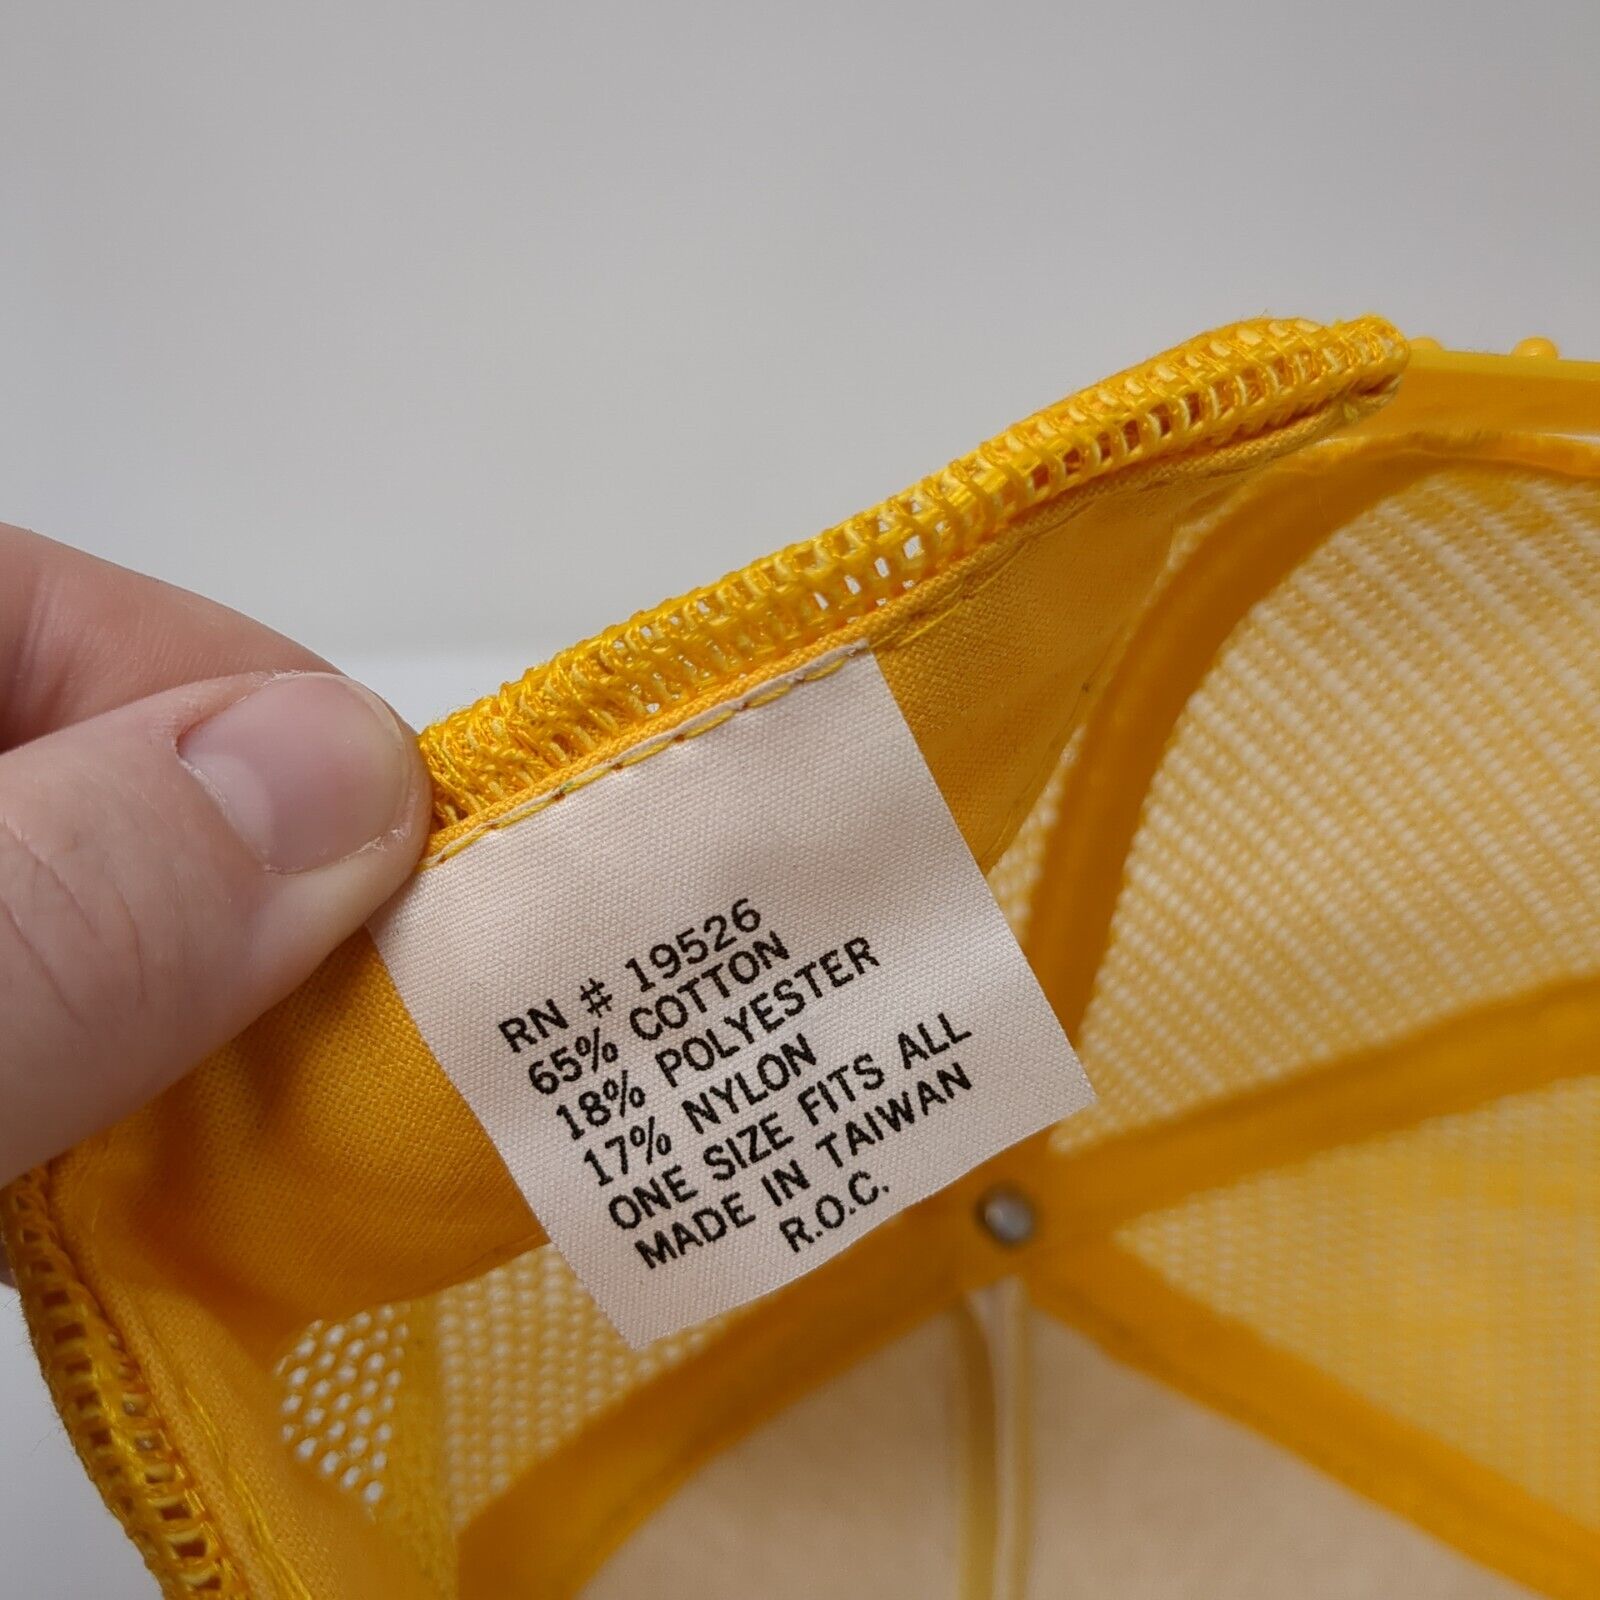 RN # 19526
65% COTTON
18% POLYESTER
17% NYLON
ONE SIZE FITS ALL
MADE IN TAIWAN
R.O.C.